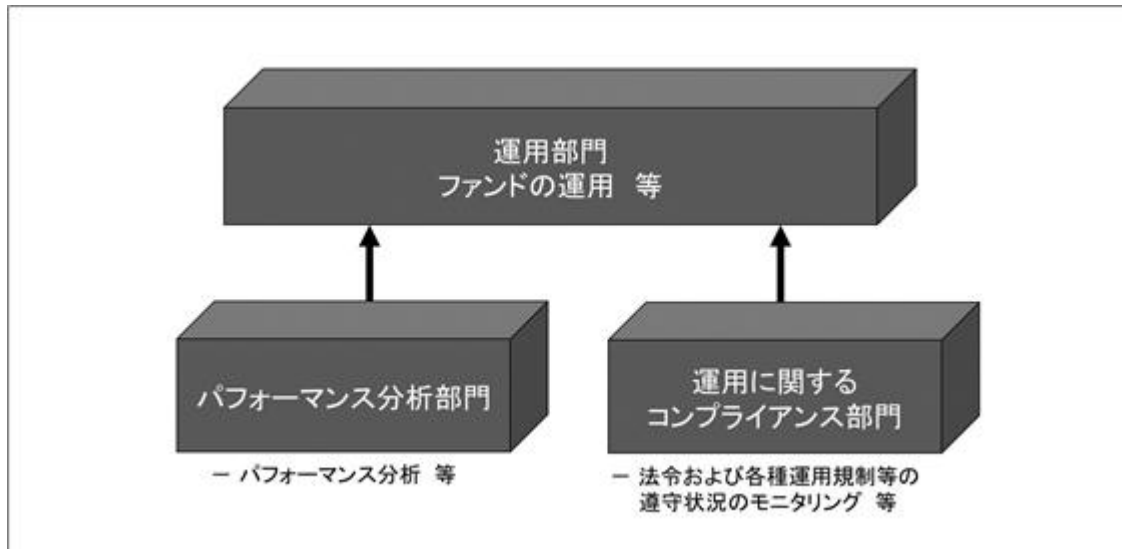 運用部門
ファンドの運用 等
パフォーマンス分析部門
― パフォーマンス分析 等
運用に関する
コンプライアンス部門
― 法令および各種運用規制等の
遵守状況のモニタリング 等